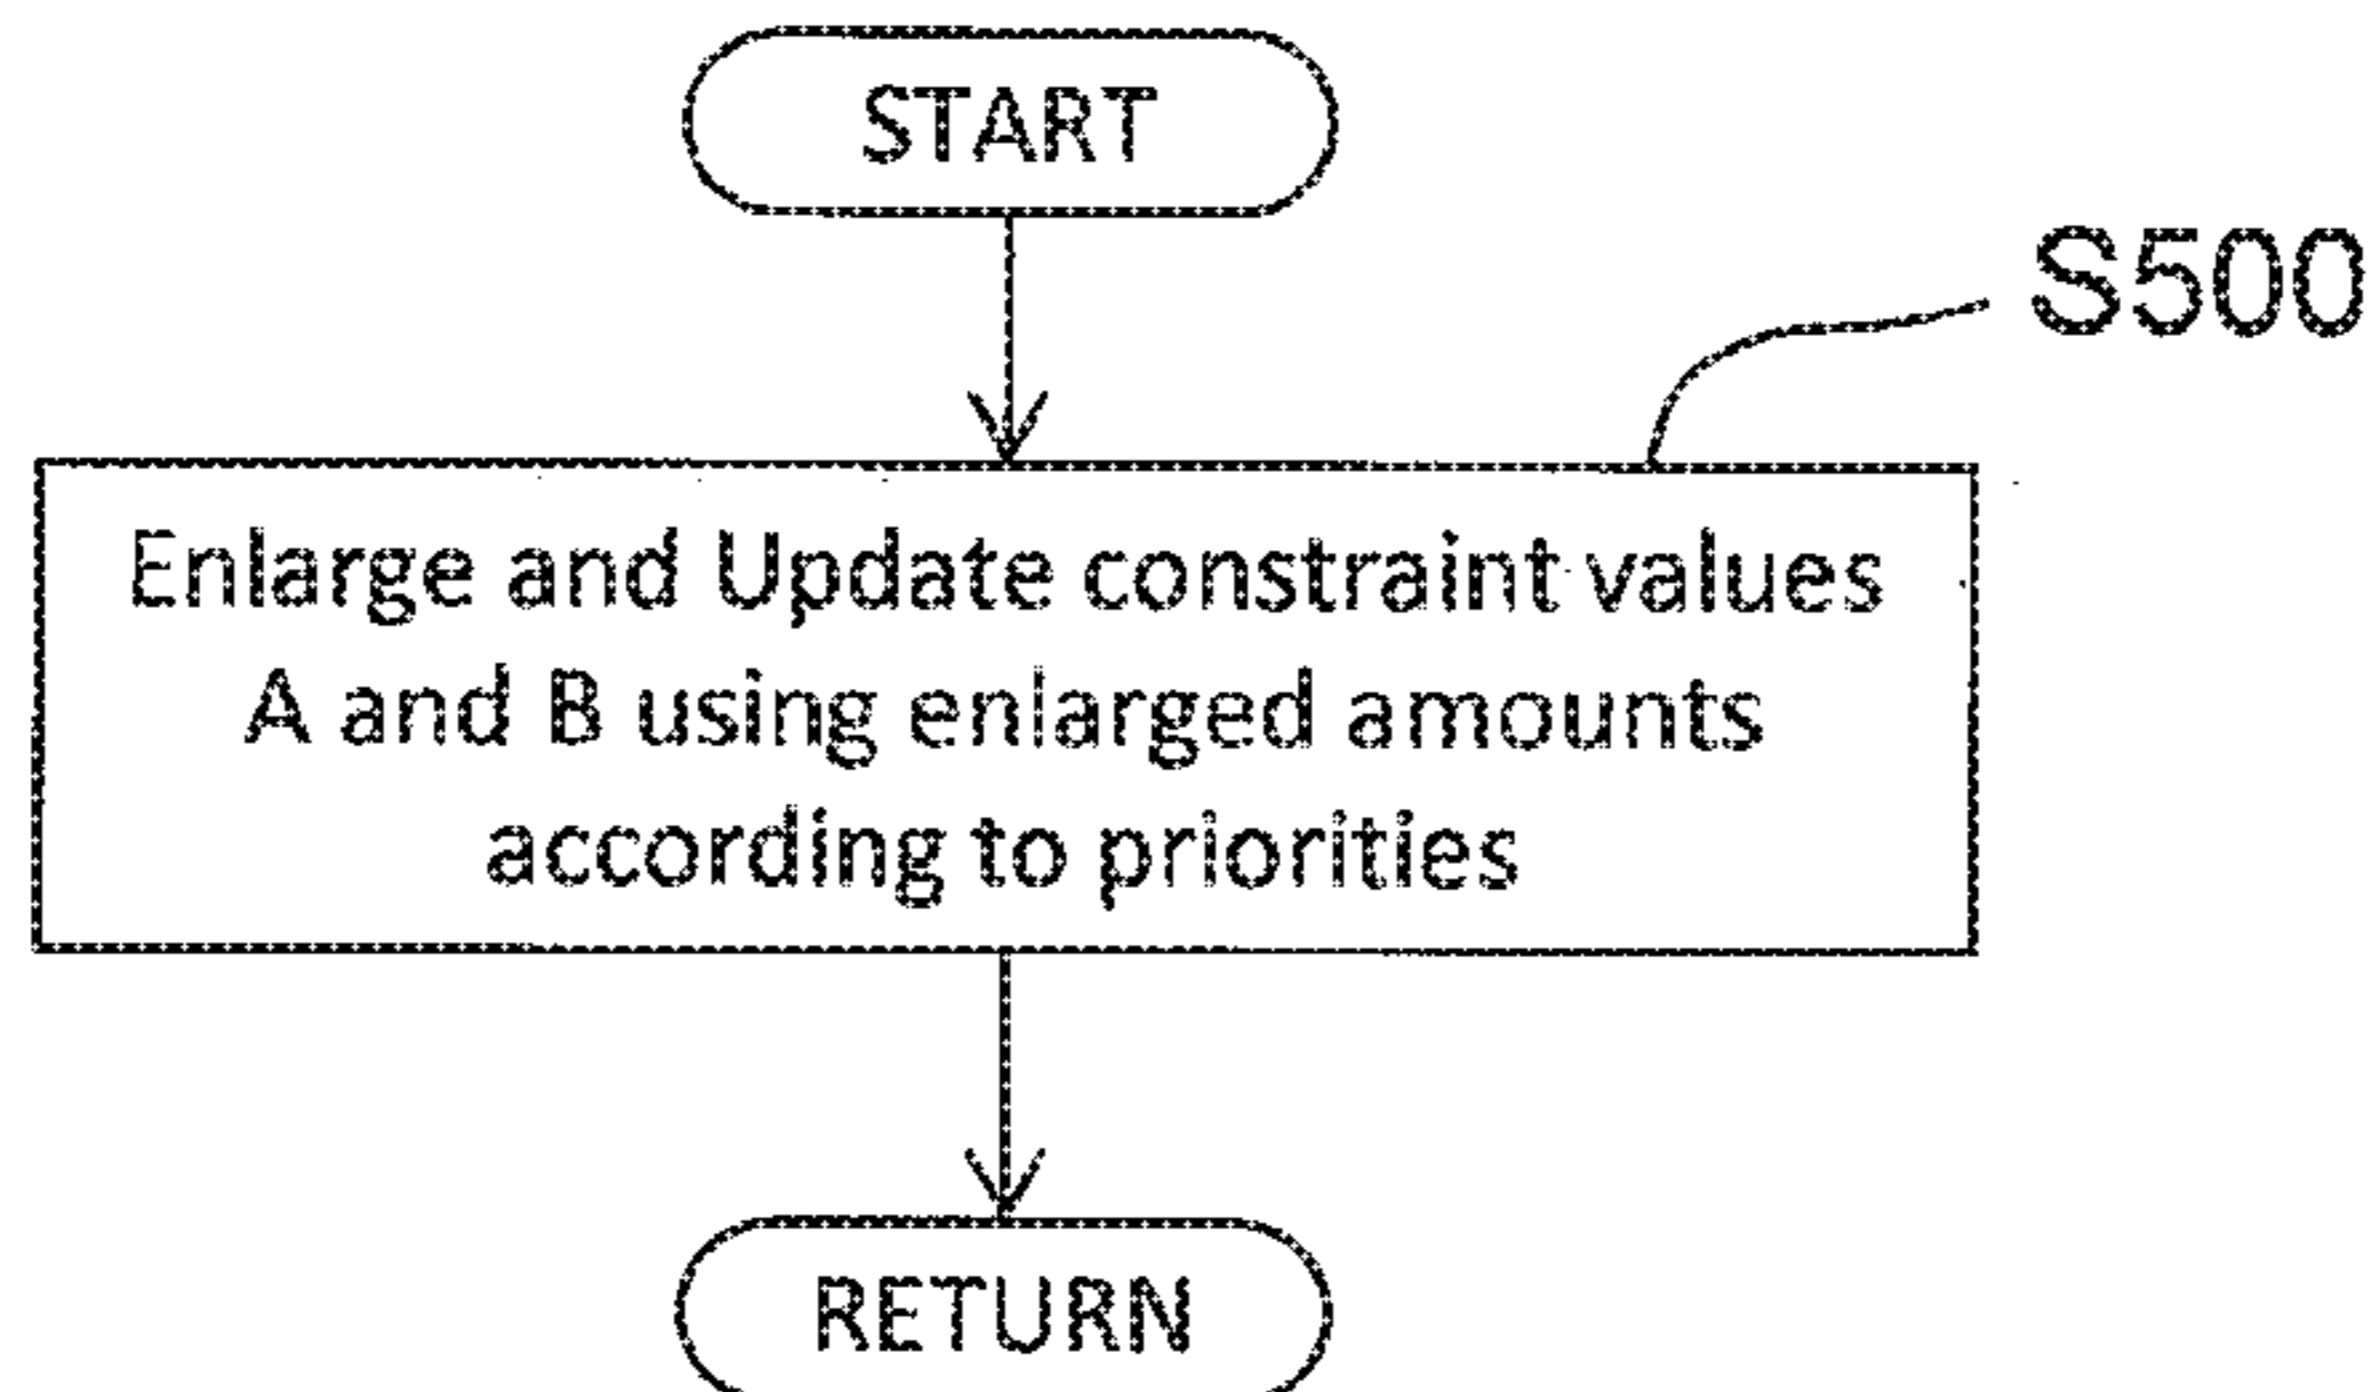 START
S500
Enlarge and Update constraint values
A and B using enlarged amounts
according to priorities
RETURN